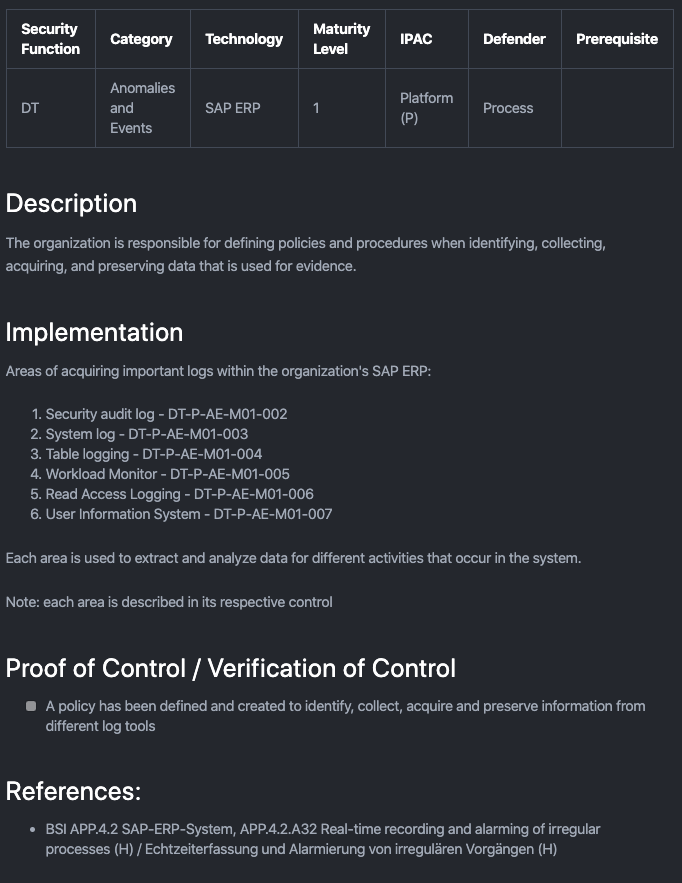 Security Function Category Technology Maturity Level IPAC Defender Prerequisite
DT Anomalies and Events SAP ERP 1 Platform (P) Process
Description
The organization is responsible for defining policies and procedures when identifying, collecting,
acquiring, and preserving data that is used for evidence.
Implementation
Areas of acquiring important logs within the organization's SAP ERP:
1. Security audit log - DT-P-AE-M01-002
2. System log - DT-P-AE-M01-003
3. Table logging - DT-P-AE-M01-004
4. Workload Monitor - DT-P-AE-M01-005
5. Read Access Logging - DT-P-AE-M01-006
6. User Information System - DT-P-AE-M01-007
Each area is used to extract and analyze data for different activities that occur in the system.
Note: each area is described in its respective control
Proof of Control / Verification of Control
A policy has been defined and created to identify, collect, acquire and preserve information from
different log tools
References:
• BSI APP.4.2 SAP-ERP-System, APP.4.2.A32 Real-time recording and alarming of irregular
processes (H) / Echtzeiterfassung und Alarmierung von irregulären Vorgängen (H)